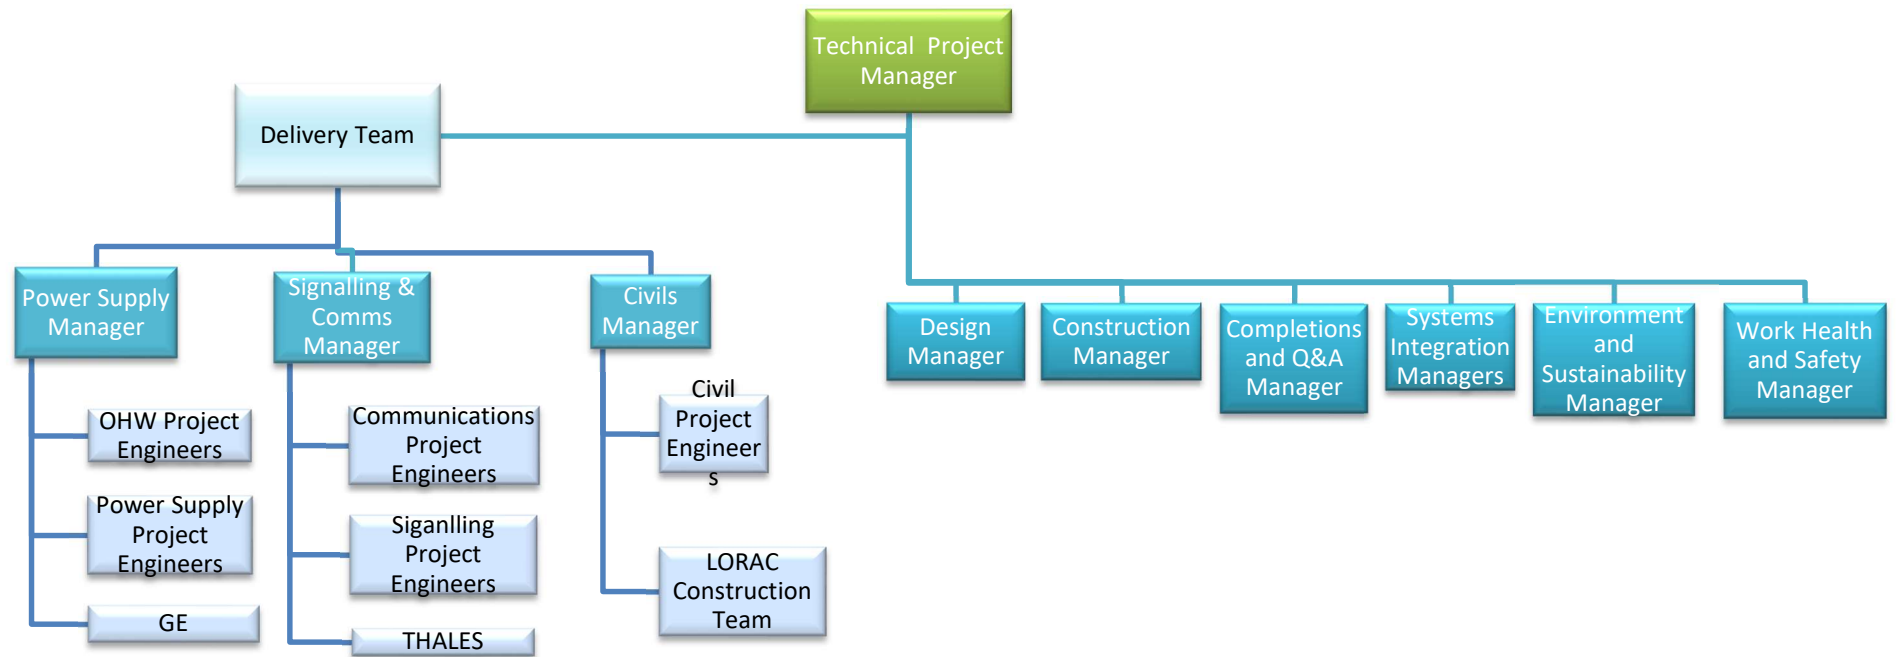 Technical  Project
Manager
Delivery Team
Power Supply
Manager
Signalling &
Comms
Manager
Civils
Manager
Design
Manager
Construction
Manager
Completions
and Q&A
Manager
Systems
Integration
Managers
Environment
and
Sustainability
Manager
Work Health
and Safety
Manager
OHW Project
Engineers
Power Supply
Project
Engineers
GE
Communications
Project
Engineers
Siganlling
Project
Engineers
THALES
Civil
Project
Engineer
s
LORAC
Construction
Team